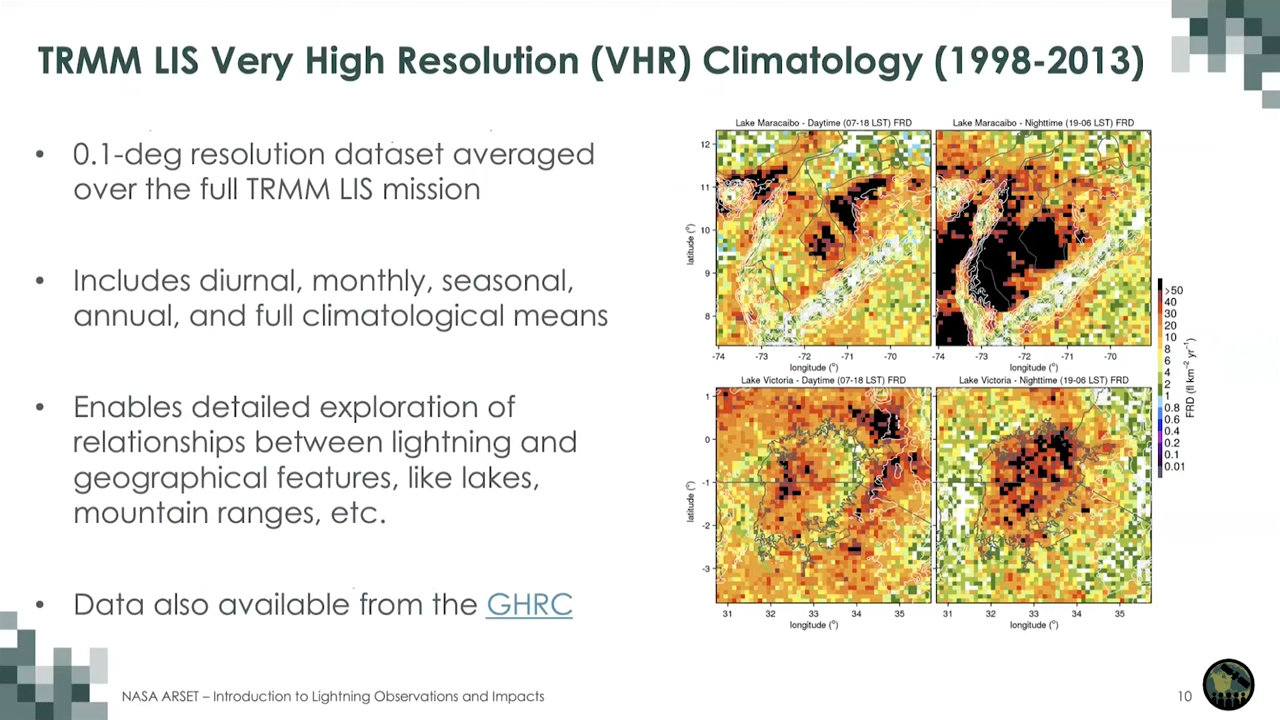 TRMM LIS Very High Resolution (VHR) Climatology (1998-2013)
• 0.1-deg resolution dataset averaged
over the full TRMM LIS mission
• Includes diurnal, monthly, seasonal,
annual, and full climatological means
• Enables detailed exploration of
relationships between lightning and
geographical features, like lakes,
mountain ranges, etc.
• Data also available from the GHRC
Lake Maracaibo - Daytime (07-18 LST) FRD
Lake Maracaibo - Nighttime (19-06 LST) FRD
latitude (°)
12
11
10
9
8
-74 -73 -72 -71 -70
longitude (°)
-74 -73 -72 -71 -70
longitude (°)
Lake Victoria - Daytime (07-18 LST) FRD
Lake Victoria - Nighttime (19-06 LST) FRD
latitude (°)
1
0
-1
-2
-3
31 32 33 34 35
longitude (°)
31 32 33 34 35
longitude (°)
>50
40
30
20
10
8
6
4
2
1
0.8
0.6
0.4
0.2
0.1
0.01
FRD (fl km⁻² yr⁻¹)
NASA ARSET – Introduction to Lightning Observations and Impacts
10